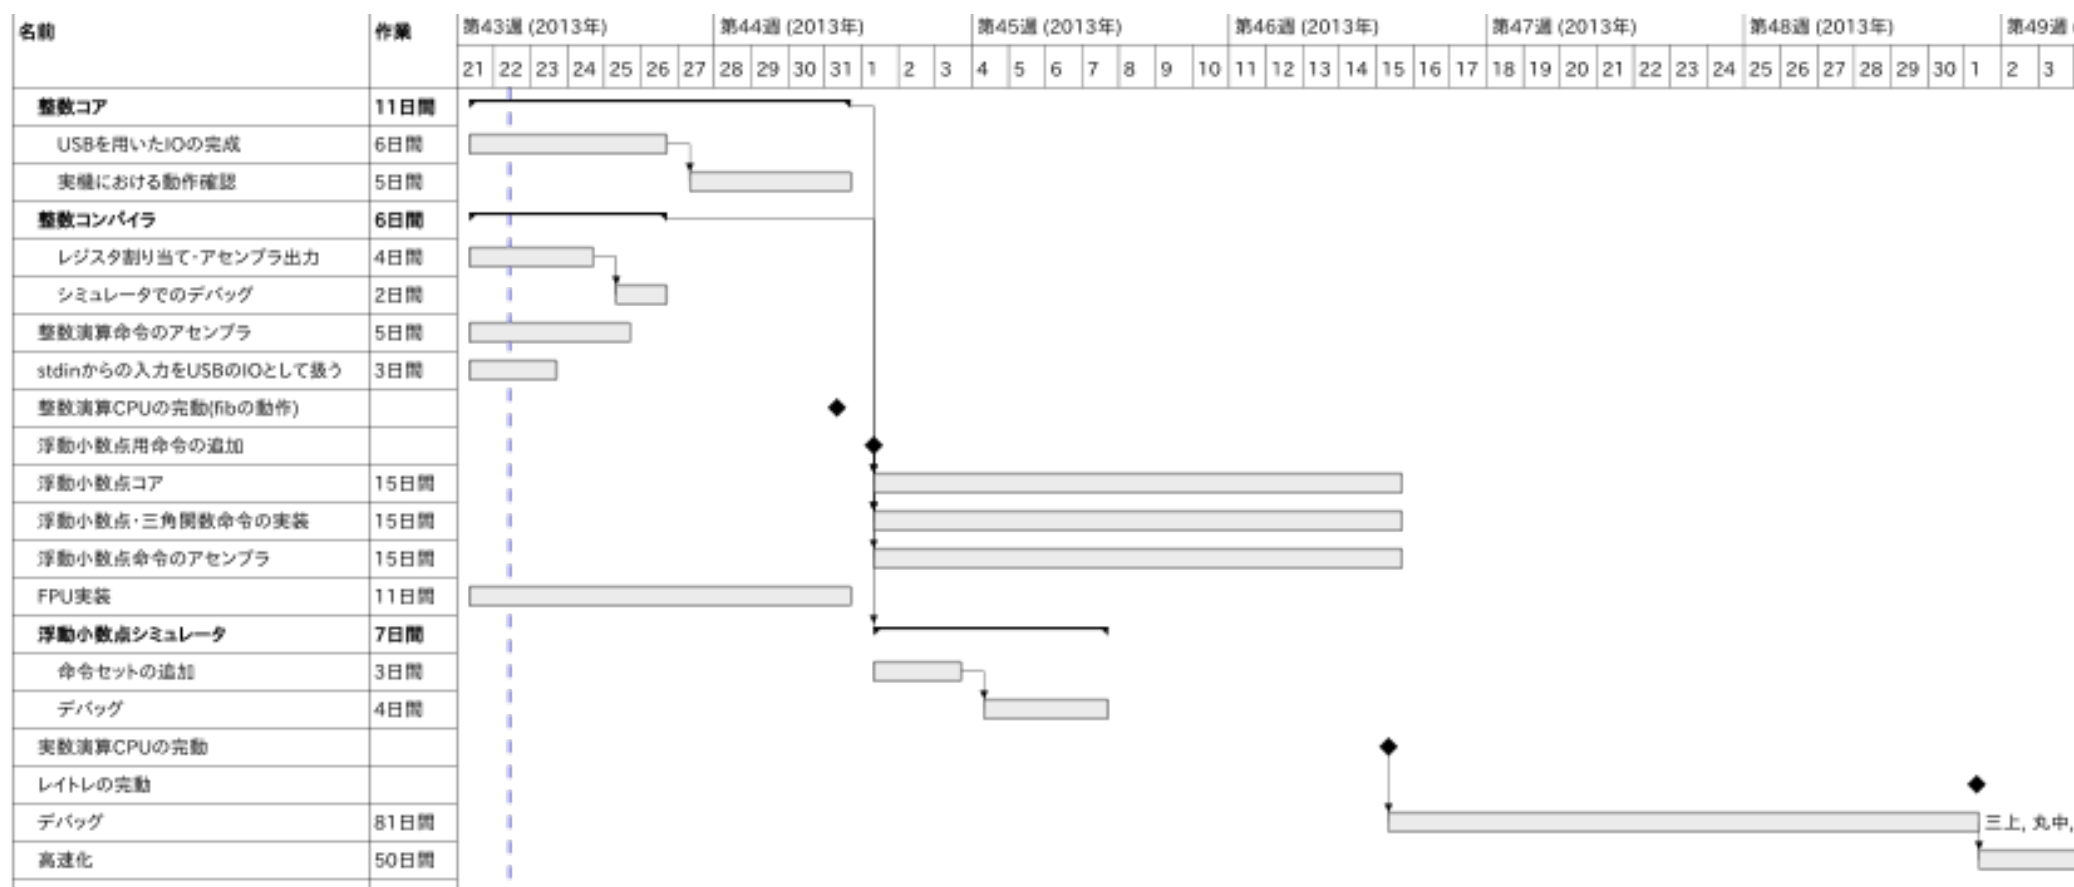 名前 作業 第43週 (2013年) 第44週 (2013年) 第45週 (2013年) 第46週 (2013年) 第47週 (2013年) 第48週 (2013年) 第49週 (
21 22 23 24 25 26 27 28 29 30 31 1 2 3 4 5 6 7 8 9 10 11 12 13 14 15 16 17 18 19 20 21 22 23 24 25 26 27 28 29 30 1 2 3
整数コア 11日間
USBを用いたIOの完成 6日間
実機における動作確認 5日間
整数コンパイラ 6日間
レジスタ割り当て・アセンブラ出力 4日間
シミュレータでのデバッグ 2日間
整数演算命令のアセンブラ 5日間
stdinからの入力をUSBのIOとして扱う 3日間
整数演算CPUの完動(fibの動作)
浮動小数点用命令の追加
浮動小数点コア 15日間
浮動小数点・三角関数命令の実装 15日間
浮動小数点命令のアセンブラ 15日間
FPU実装 11日間
浮動小数点シミュレータ 7日間
命令セットの追加 3日間
デバッグ 4日間
実数演算CPUの完動
レイトレの完動
デバッグ 81日間 三上, 丸中,
高速化 50日間